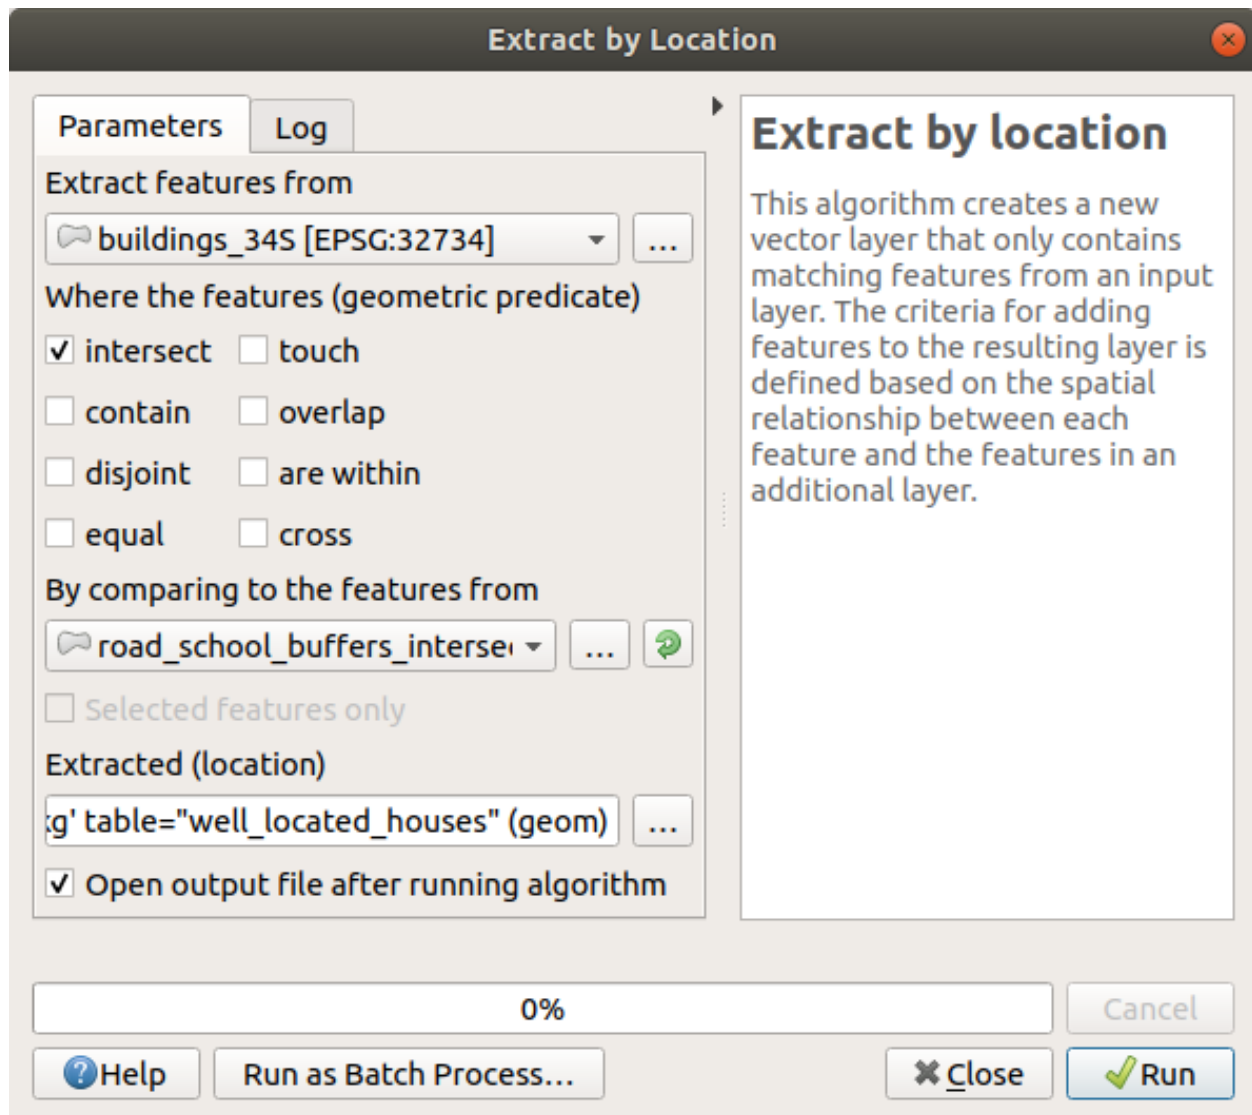 Extract by Location
Parameters
Log
Extract features from
buildings_34S [EPSG:32734]
...
Where the features (geometric predicate)
intersect
touch
contain
overlap
disjoint
are within
equal
cross
By comparing to the features from
road_school_buffers_interse
...
Selected features only
Extracted (location)
kg' table="well_located_houses" (geom)
...
Open output file after running algorithm
Extract by location
This algorithm creates a new
vector layer that only contains
matching features from an input
layer. The criteria for adding
features to the resulting layer is
defined based on the spatial
relationship between each
feature and the features in an
additional layer.
0%
Cancel
Help
Run as Batch Process...
Close
Run